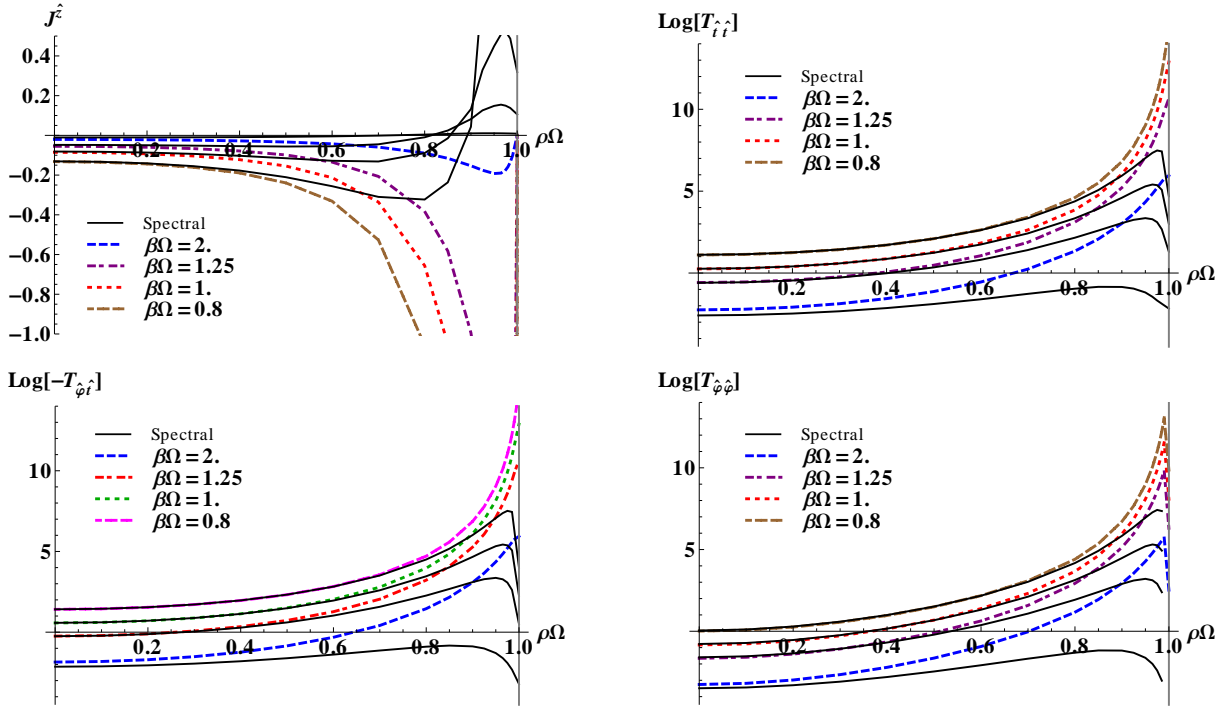 J^ẑ
0.4
0.2
0.2 0.4 0.6 0.8 1.0 ρΩ
−0.2
−0.4
−0.6
−0.8
−1.0
Spectral
βΩ = 2.
βΩ = 1.25
βΩ = 1.
βΩ = 0.8
Log[T_t̂ t̂]
10
5
0.2 0.4 0.6 0.8 1.0 ρΩ
Spectral
βΩ = 2.
βΩ = 1.25
βΩ = 1.
βΩ = 0.8
Log[−T_φ̂ t̂]
10
5
0.2 0.4 0.6 0.8 1.0 ρΩ
Spectral
βΩ = 2.
βΩ = 1.25
βΩ = 1.
βΩ = 0.8
Log[T_φ̂ φ̂]
10
5
0.2 0.4 0.6 0.8 1.0 ρΩ
Spectral
βΩ = 2.
βΩ = 1.25
βΩ = 1.
βΩ = 0.8